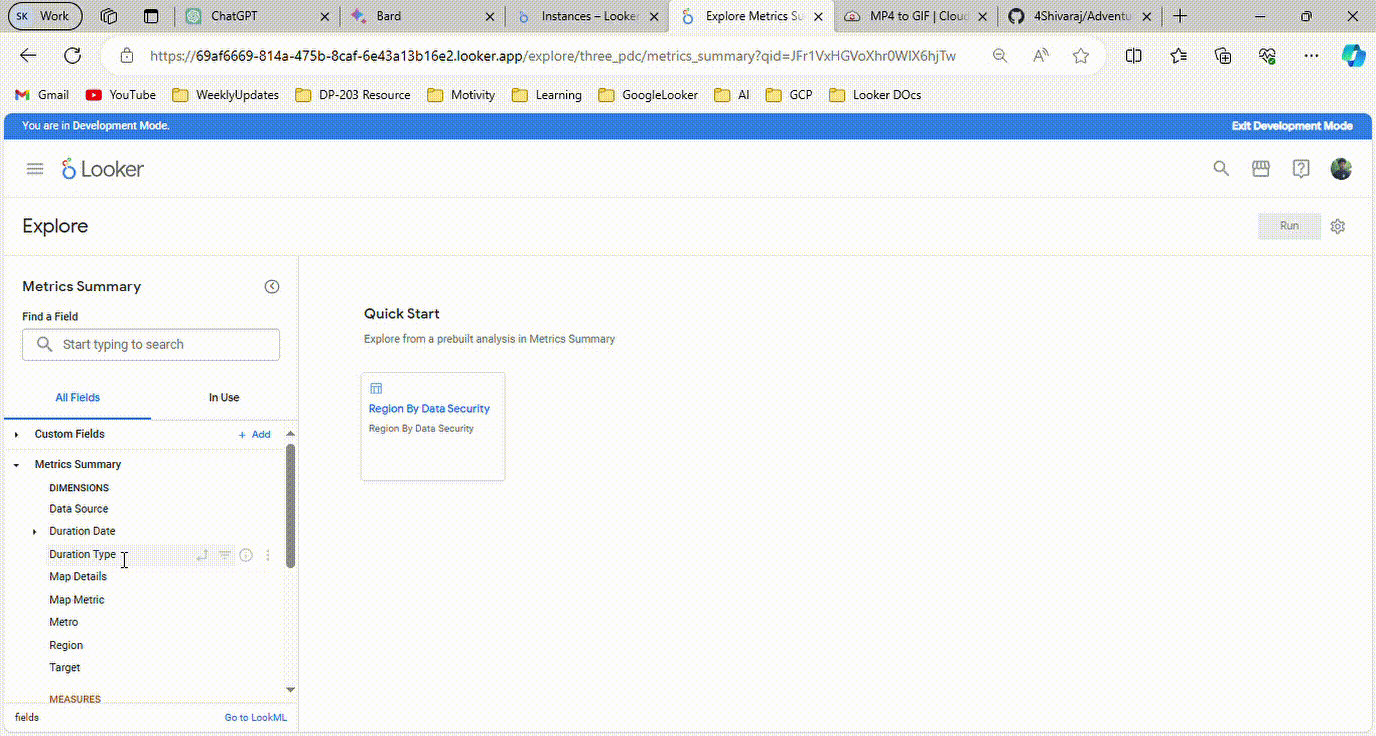 SK Work ChatGPT Bard Instances – Looker Explore Metrics Su MP4 to GIF | Cloud 4Shivaraj/Adventu
https://69af6669-814a-475b-8caf-6e43a13b16e2.looker.app/explore/three_pdc/metrics_summary?qid=JFr1VxHGVoXhr0WIX6hjTw
Gmail YouTube WeeklyUpdates DP-203 Resource Motivity Learning GoogleLooker AI GCP Looker DOcs
You are in Development Mode. Exit Development Mode
Looker
Explore Run
Metrics Summary
Find a Field
Start typing to search
All Fields In Use
Custom Fields + Add
Metrics Summary
DIMENSIONS
Data Source
Duration Date
Duration Type
Map Details
Map Metric
Metro
Region
Target
MEASURES
fields Go to LookML
Quick Start
Explore from a prebuilt analysis in Metrics Summary
Region By Data Security
Region By Data Security